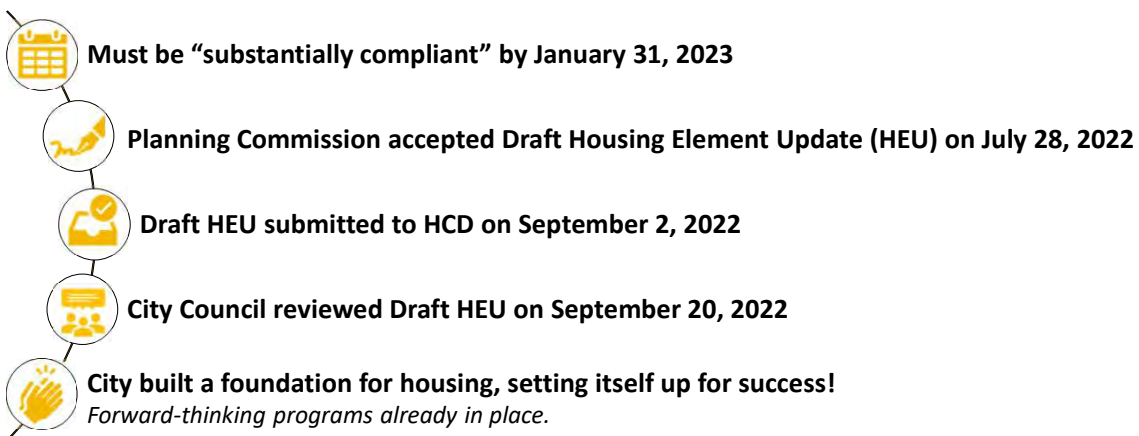 Must be “substantially compliant” by January 31, 2023
Planning Commission accepted Draft Housing Element Update (HEU) on July 28, 2022
Draft HEU submitted to HCD on September 2, 2022
City Council reviewed Draft HEU on September 20, 2022
City built a foundation for housing, setting itself up for success!
Forward-thinking programs already in place.